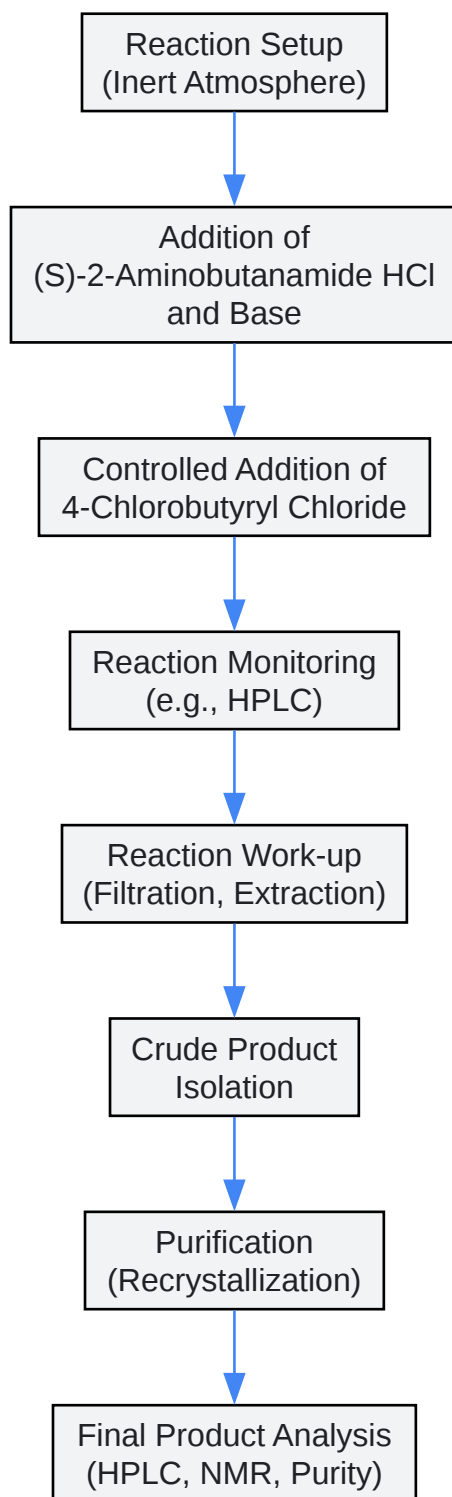 Reaction Setup
(Inert Atmosphere)
Addition of
(S)-2-Aminobutanamide HCl
and Base
Controlled Addition of
4-Chlorobutyryl Chloride
Reaction Monitoring
(e.g., HPLC)
Reaction Work-up
(Filtration, Extraction)
Crude Product
Isolation
Purification
(Recrystallization)
Final Product Analysis
(HPLC, NMR, Purity)